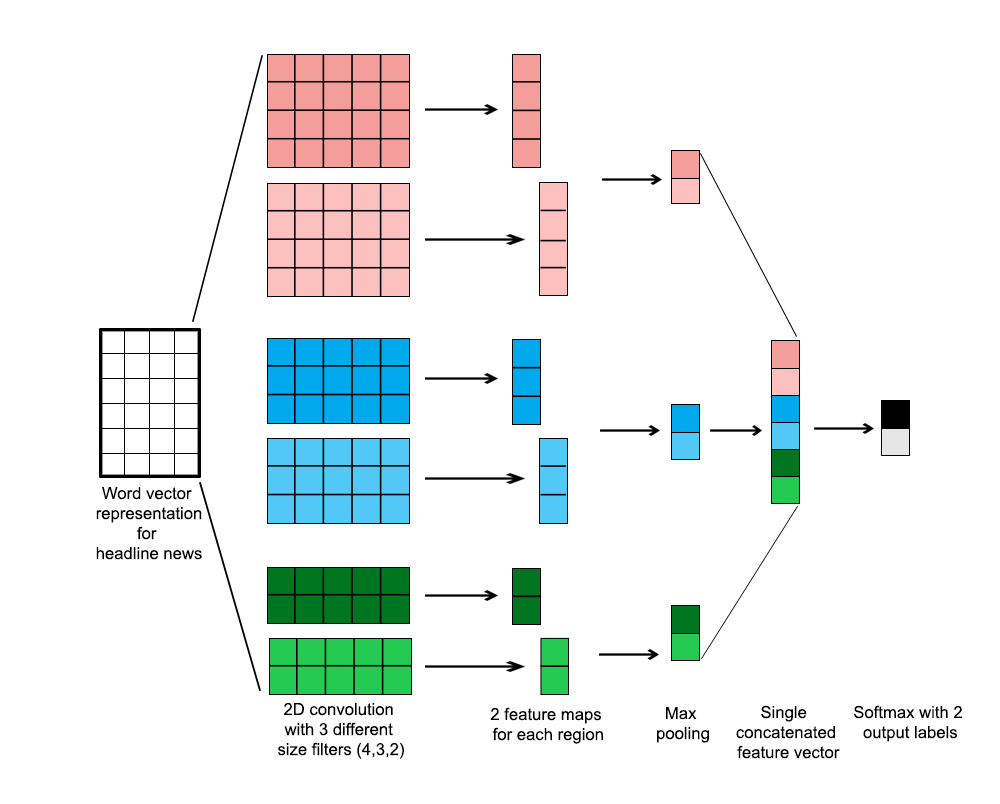 Word vector
representation
for
headline news
2D convolution
with 3 different
size filters (4,3,2)
2 feature maps
for each region
Max
pooling
Single
concatenated
feature vector
Softmax with 2
output labels